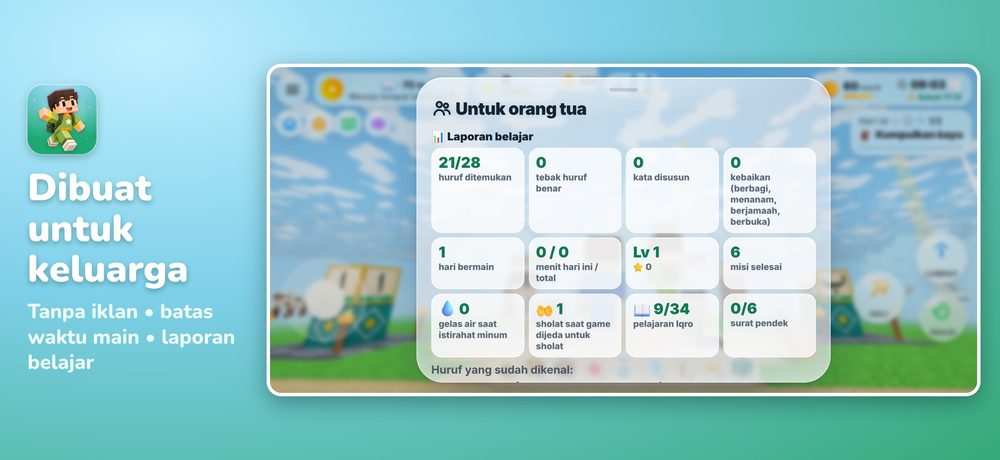 Dibuat
untuk
keluarga
Tanpa iklan • batas
waktu main • laporan
belajar
Untuk orang tua
📊 Laporan belajar
21/28
huruf ditemukan
0
tebak huruf
benar
0
kata disusun
0
kebaikan
(berbagi,
menanam,
berjamaah,
berbuka)
1
hari bermain
0 / 0
menit hari ini /
total
Lv 1
⭐ 0
6
misi selesai
💧 0
gelas air saat
istirahat minum
🤲 1
sholat saat game
dijeda untuk
sholat
📖 9/34
pelajaran Iqro
0/6
surat pendek
Huruf yang sudah dikenal: